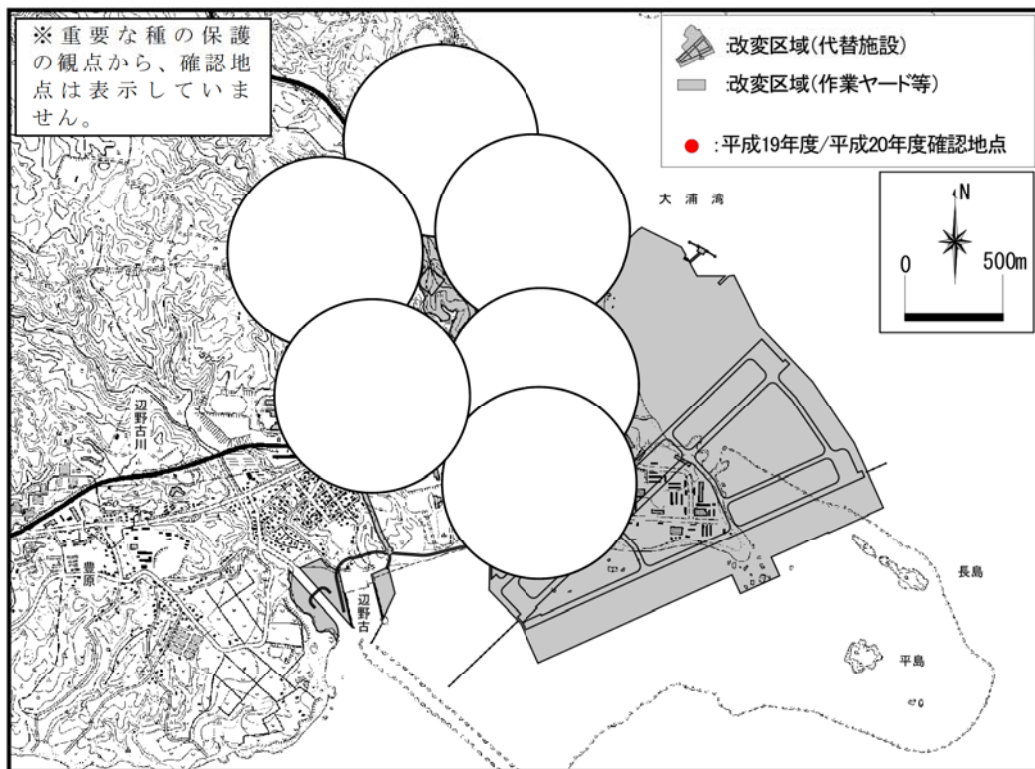 ※重要な種の保護
の観点から、確認地
点は表示していま
せん。
:改変区域(代替施設)
:改変区域(作業ヤード等)
:平成19年度/平成20年度確認地点
大浦湾
N
0 500m
辺野古川
豊原
辺野古
長島
平島